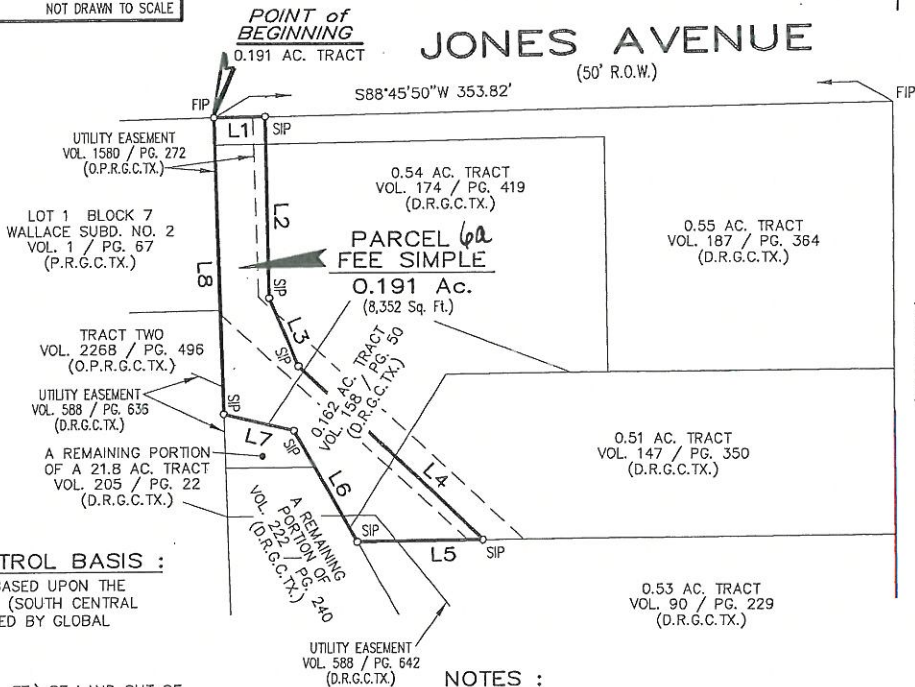 NOT DRAWN TO SCALE
POINT of
BEGINNING
0.191 AC. TRACT
JONES AVENUE
(50' R.O.W.)
S88°45'50"W 353.82'
FIP
FIP
L1
SIP
UTILITY EASEMENT
VOL. 1580 / PG. 272
(O.P.R.G.C.TX.)
0.54 AC. TRACT
VOL. 174 / PG. 419
(D.R.G.C.TX.)
LOT 1 BLOCK 7
WALLACE SUBD. NO. 2
VOL. 1 / PG. 67
(P.R.G.C.TX.)
L2
0.55 AC. TRACT
VOL. 187 / PG. 364
(D.R.G.C.TX.)
PARCEL 6a
FEE SIMPLE
0.191 Ac.
(8,352 Sq. Ft.)
L8
SIP
L3
SIP
TRACT TWO
VOL. 2268 / PG. 496
(O.P.R.G.C.TX.)
0.162 AC. TRACT
VOL. 158 / PG. 50
(D.R.G.C.TX.)
UTILITY EASEMENT
VOL. 588 / PG. 636
(D.R.G.C.TX.)
SIP
L7
SIP
0.51 AC. TRACT
VOL. 147 / PG. 350
(D.R.G.C.TX.)
A REMAINING PORTION
OF A 21.8 AC. TRACT
VOL. 205 / PG. 22
(D.R.G.C.TX.)
L6
L4
A REMAINING
PORTION OF
VOL. 222 / PG. 240
(D.R.G.C.TX.)
SIP
L5
SIP
TROL BASIS :
BASED UPON THE
(SOUTH CENTRAL
ED BY GLOBAL
0.53 AC. TRACT
VOL. 90 / PG. 229
(D.R.G.C.TX.)
UTILITY EASEMENT
VOL. 588 / PG. 642
(D.R.G.C.TX.)
NOTES :
FT.) OF LAND OUT OF